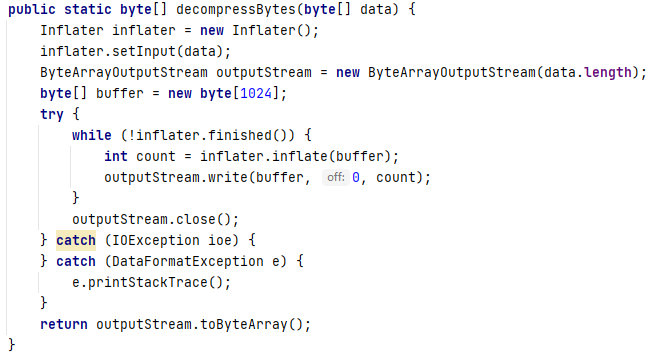 public static byte[] decompressBytes(byte[] data) {
    Inflater inflater = new Inflater();
    inflater.setInput(data);
    ByteArrayOutputStream outputStream = new ByteArrayOutputStream(data.length);
    byte[] buffer = new byte[1024];
    try {
        while (!inflater.finished()) {
            int count = inflater.inflate(buffer);
            outputStream.write(buffer, off: 0, count);
        }
        outputStream.close();
    } catch (IOException ioe) {
    } catch (DataFormatException e) {
        e.printStackTrace();
    }
    return outputStream.toByteArray();
}